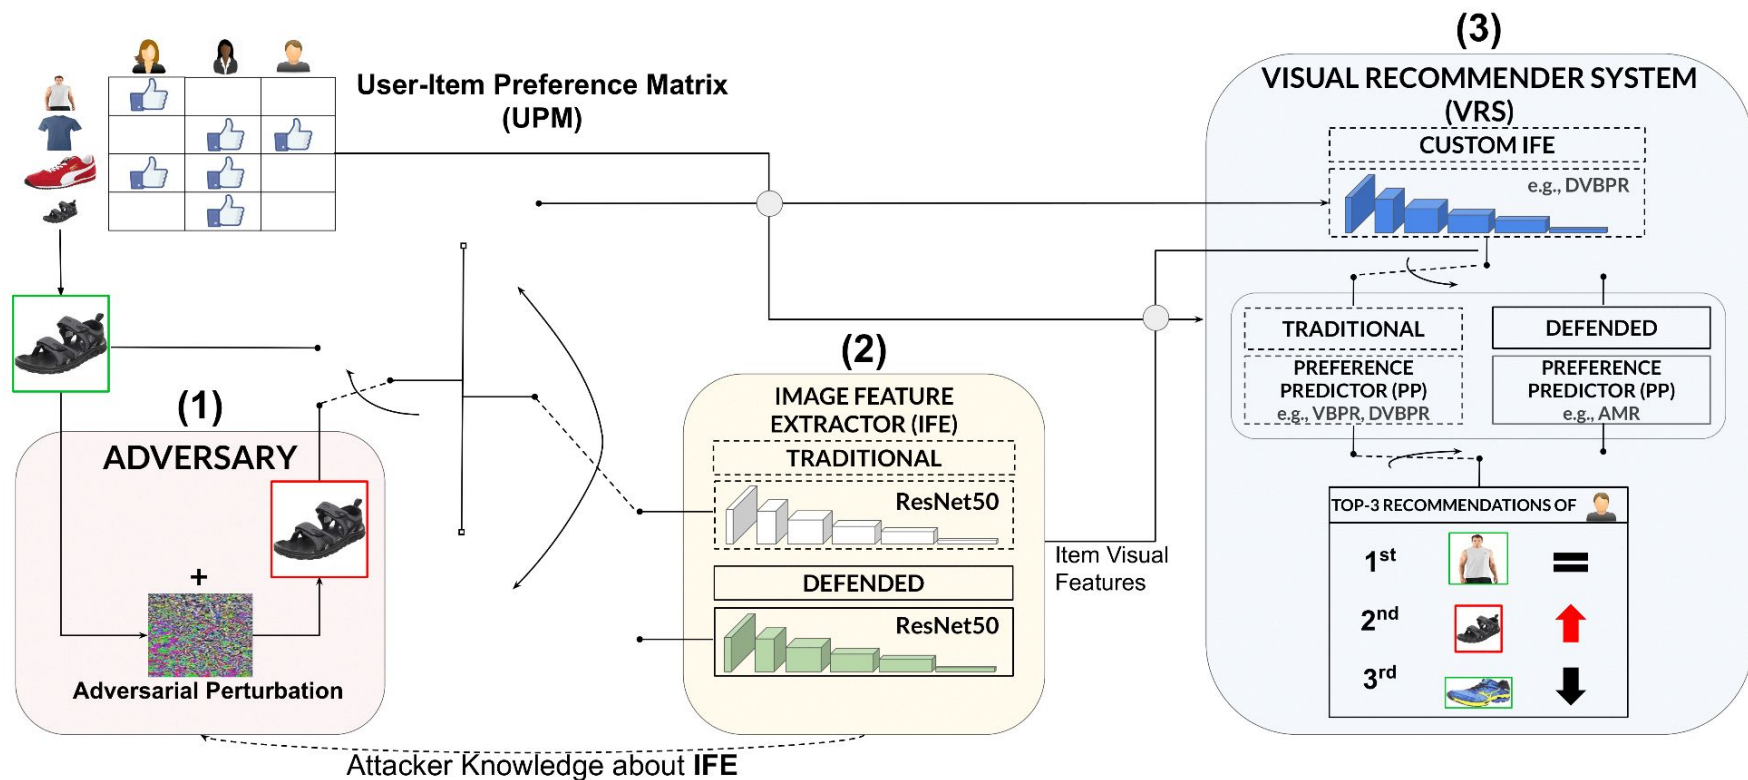 User-Item Preference Matrix
(UPM)
(1)
ADVERSARY
+
Adversarial Perturbation
Attacker Knowledge about IFE
(2)
IMAGE FEATURE
EXTRACTOR (IFE)
TRADITIONAL
ResNet50
DEFENDED
ResNet50
Item Visual
Features
(3)
VISUAL RECOMMENDER SYSTEM
(VRS)
CUSTOM IFE
e.g., DVBPR
TRADITIONAL
PREFERENCE
PREDICTOR (PP)
e.g., VBPR, DVBPR
DEFENDED
PREFERENCE
PREDICTOR (PP)
e.g., AMR
TOP-3 RECOMMENDATIONS OF
1st
=
2nd
3rd